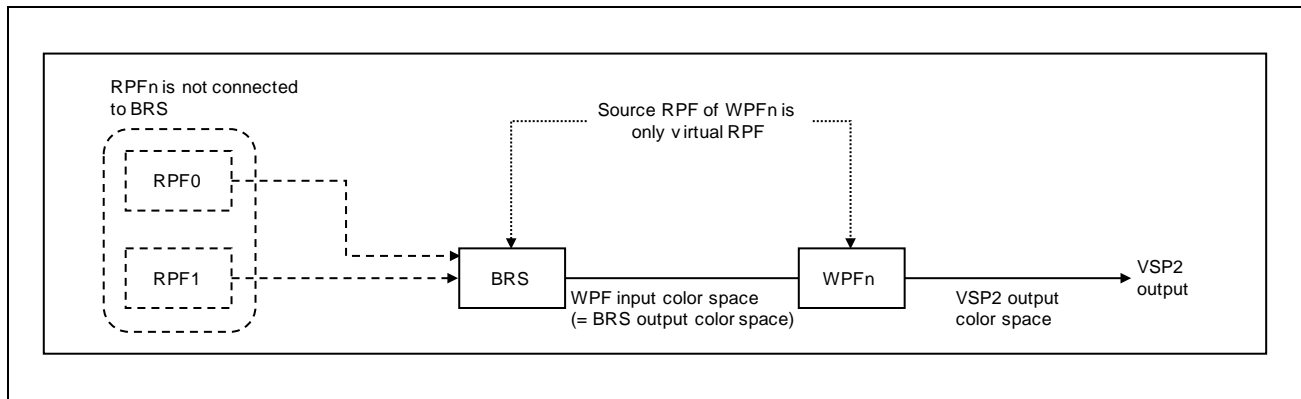 RPFn is not connected
to BRS
RPF0
RPF1
Source RPF of WPFn is
only virtual RPF
BRS
WPF input color space
(= BRS output color space)
WPFn
VSP2 output
color space
VSP2
output